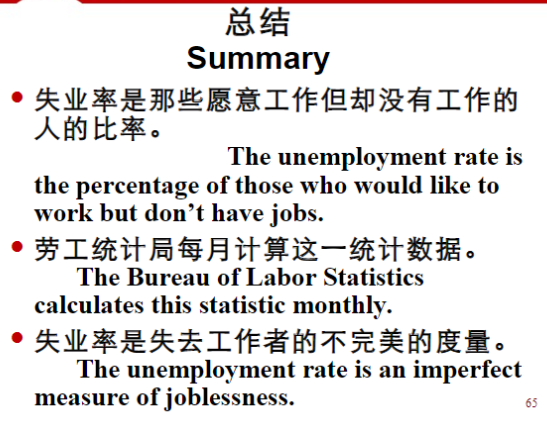 总结
Summary
失业率是那些愿意工作但却没有工作的
人的比率。
The unemployment rate is
the percentage of those who would like to
work but don’t have jobs.
劳工统计局每月计算这一统计数据。
The Bureau of Labor Statistics
calculates this statistic monthly.
失业率是失去工作者的不完美的度量。
The unemployment rate is an imperfect
measure of joblessness.
65